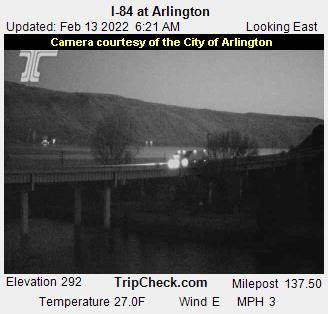 I-84 at Arlington
Updated: Feb 13 2022 6:21 AM Looking East
Camera courtesy of the City of Arlington
Elevation 292 TripCheck.com Milepost 137.50
Temperature 27.0F Wind E MPH 3